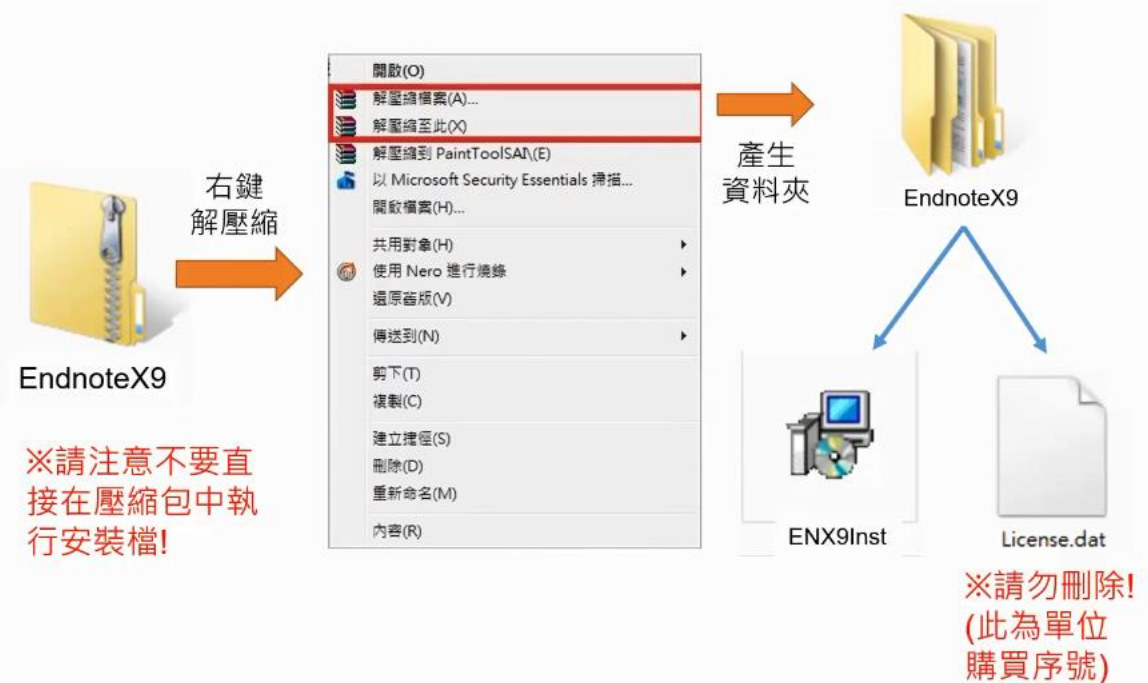 EndnoteX9
※請注意不要直
接在壓縮包中執
行安裝檔!
右鍵
解壓縮
開啟(O)
解壓縮檔案(A)...
解壓縮至此(X)
解壓縮到 PaintToolSAI\(E)
以 Microsoft Security Essentials 掃描...
開啟檔案(H)...
共用對象(H)
使用 Nero 進行燒錄
還原舊版(V)
傳送到(N)
剪下(T)
複製(C)
建立捷徑(S)
刪除(D)
重新命名(M)
內容(R)
產生
資料夾
EndnoteX9
ENX9Inst
License.dat
※請勿刪除!
(此為單位
購買序號)